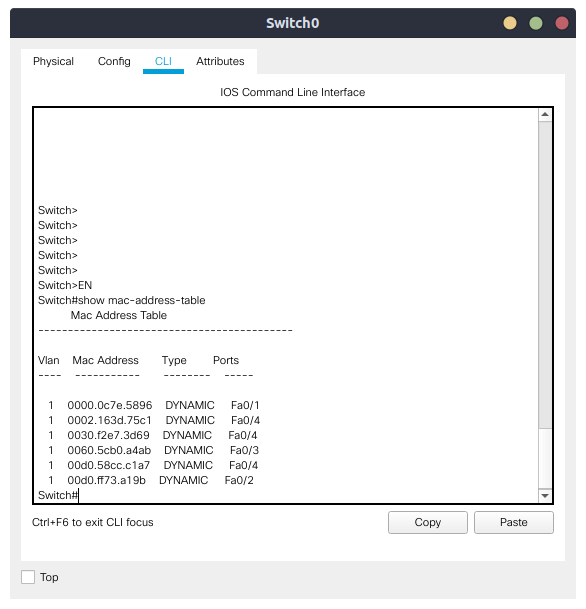 Switch0
Physical Config CLI Attributes
IOS Command Line Interface
Switch>
Switch>
Switch>
Switch>
Switch>
Switch>EN
Switch#show mac-address-table
Mac Address Table
-------------------------------------------
Vlan Mac Address Type Ports
---- ----------- -------- -----
1 0000.0c7e.5896 DYNAMIC Fa0/1
1 0002.163d.75c1 DYNAMIC Fa0/4
1 0030.f2e7.3d69 DYNAMIC Fa0/4
1 0060.5cb0.a4ab DYNAMIC Fa0/3
1 00d0.58cc.c1a7 DYNAMIC Fa0/4
1 00d0.ff73.a19b DYNAMIC Fa0/2
Switch#
Ctrl+F6 to exit CLI focus Copy Paste
Top